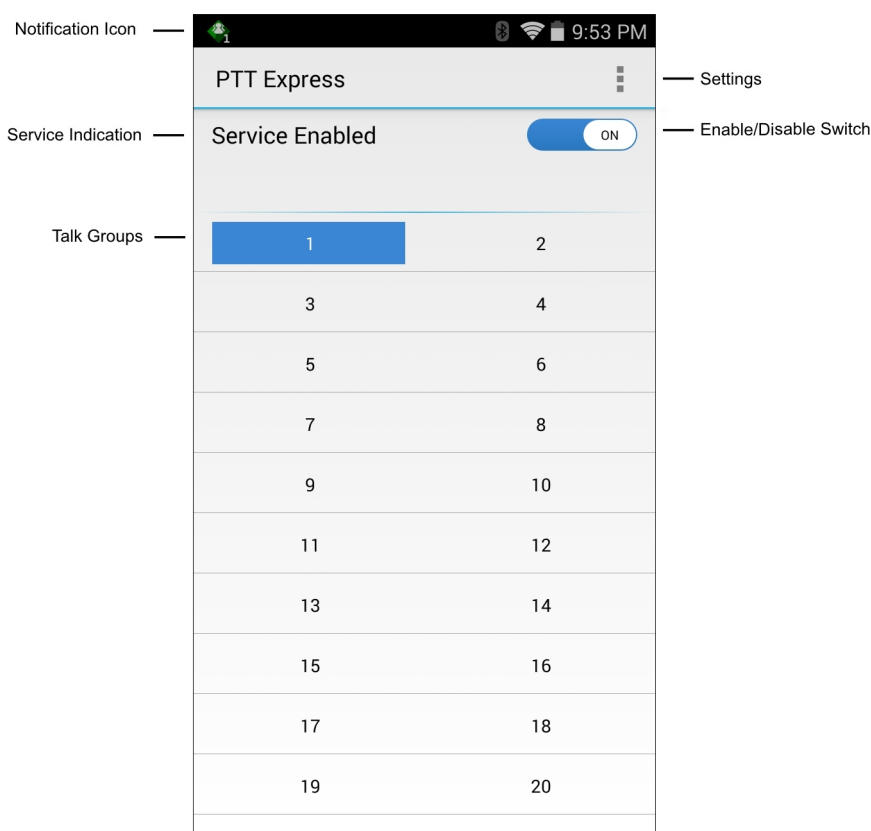 Notification Icon
1
9:53 PM
PTT Express
Settings
Service Indication
Service Enabled
ON
Enable/Disable Switch
Talk Groups
1 2
3 4
5 6
7 8
9 10
11 12
13 14
15 16
17 18
19 20